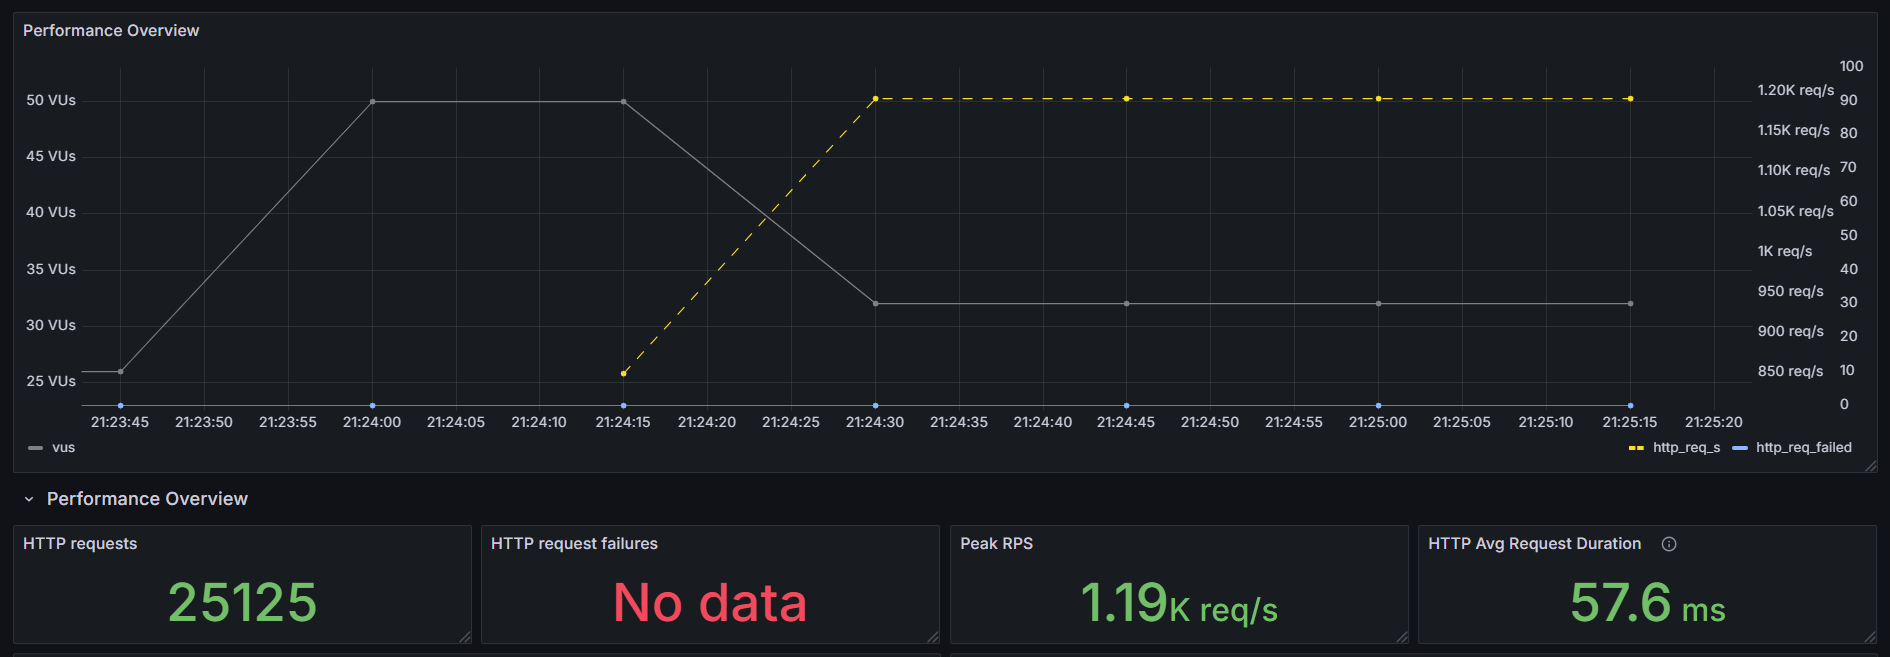 Performance Overview
100
50 VUs
1.20K req/s
90
45 VUs
1.15K req/s
80
1.10K req/s
70
40 VUs
1.05K req/s
60
50
35 VUs
1K req/s
40
30 VUs
950 req/s
30
900 req/s
20
25 VUs
850 req/s
10
0
21:23:45 21:23:50 21:23:55 21:24:00 21:24:05 21:24:10 21:24:15 21:24:20 21:24:25 21:24:30 21:24:35 21:24:40 21:24:45 21:24:50 21:24:55 21:25:00 21:25:05 21:25:10 21:25:15 21:25:20
vus
http_req_s http_req_failed
Performance Overview
HTTP requests
25125
HTTP request failures
No data
Peak RPS
1.19K req/s
HTTP Avg Request Duration
57.6 ms